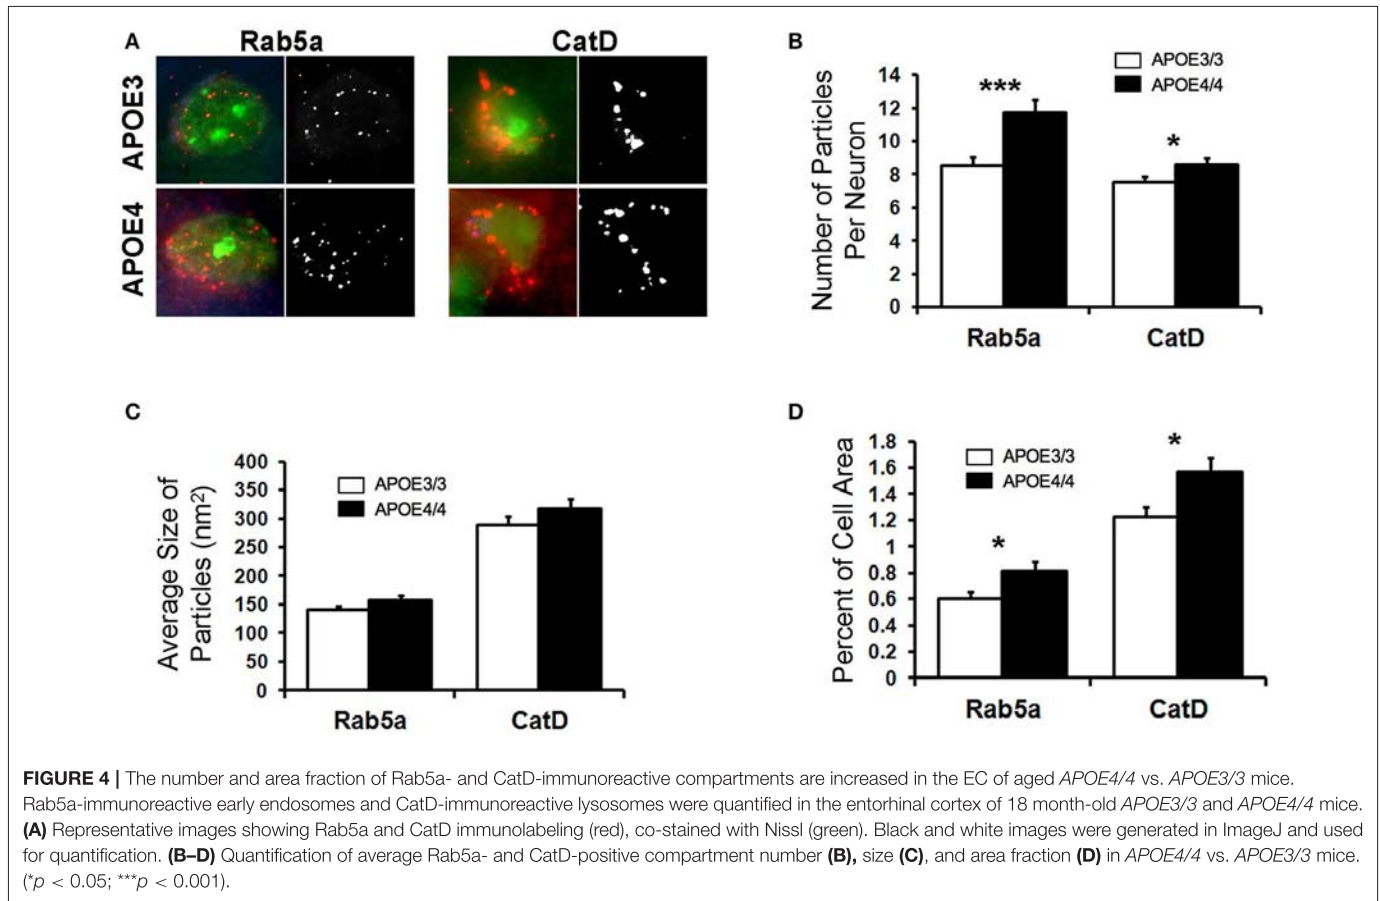 A
Rab5a
CatD
APOE3
APOE4
B
APOE3/3
APOE4/4
Number of Particles
Per Neuron
14
12
10
8
6
4
2
0
***
*
Rab5a
CatD
C
Average Size of
Particles (nm²)
400
350
300
250
200
150
100
50
0
APOE3/3
APOE4/4
Rab5a
CatD
D
Percent of Cell Area
1.8
1.6
1.4
1.2
1
0.8
0.6
0.4
0.2
0
APOE3/3
APOE4/4
*
*
Rab5a
CatD
FIGURE 4 | The number and area fraction of Rab5a- and CatD-immunoreactive compartments are increased in the EC of aged APOE4/4 vs. APOE3/3 mice.
Rab5a-immunoreactive early endosomes and CatD-immunoreactive lysosomes were quantified in the entorhinal cortex of 18 month-old APOE3/3 and APOE4/4 mice.
(A) Representative images showing Rab5a and CatD immunolabeling (red), co-stained with Nissl (green). Black and white images were generated in ImageJ and used
for quantification. (B–D) Quantification of average Rab5a- and CatD-positive compartment number (B), size (C), and area fraction (D) in APOE4/4 vs. APOE3/3 mice.
(*p < 0.05; ***p < 0.001).